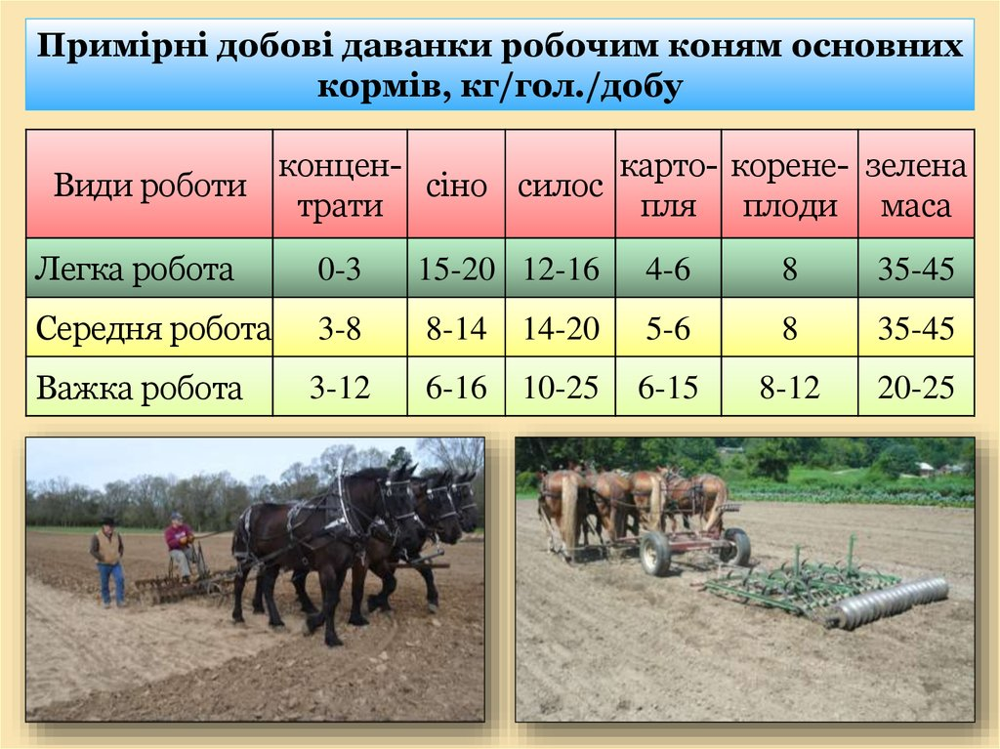 Примірні добові даванки робочим коням основних
кормів, кг/гол./добу
Види роботи концен-трати сіно силос карто-пля корене-плоди зелена маса
Легка робота 0-3 15-20 12-16 4-6 8 35-45
Середня робота 3-8 8-14 14-20 5-6 8 35-45
Важка робота 3-12 6-16 10-25 6-15 8-12 20-25